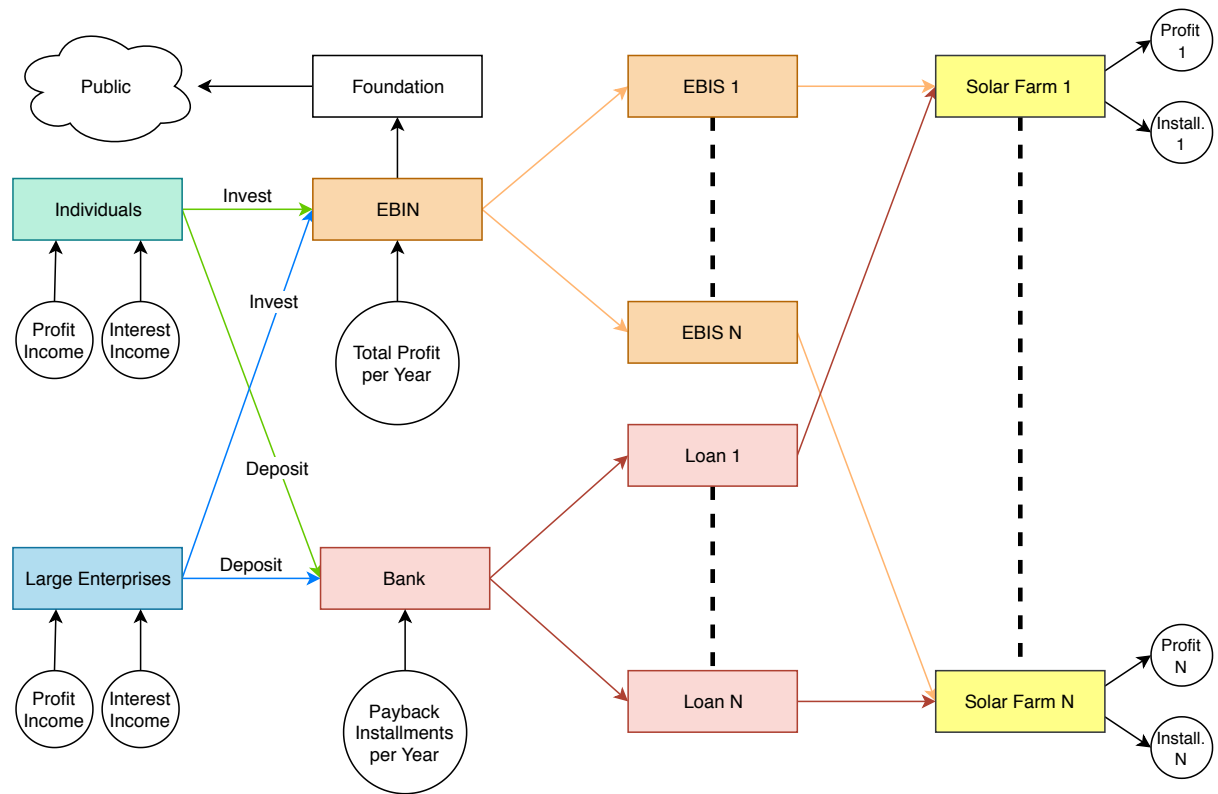 Public
Foundation
EBIS 1
Solar Farm 1
Profit
1
Install.
1
Individuals
Invest
EBIN
Profit
Income
Interest
Income
Invest
Total Profit
per Year
EBIS N
Deposit
Loan 1
Large Enterprises
Deposit
Bank
Profit
Income
Interest
Income
Payback
Installments
per Year
Loan N
Solar Farm N
Profit
N
Install.
N